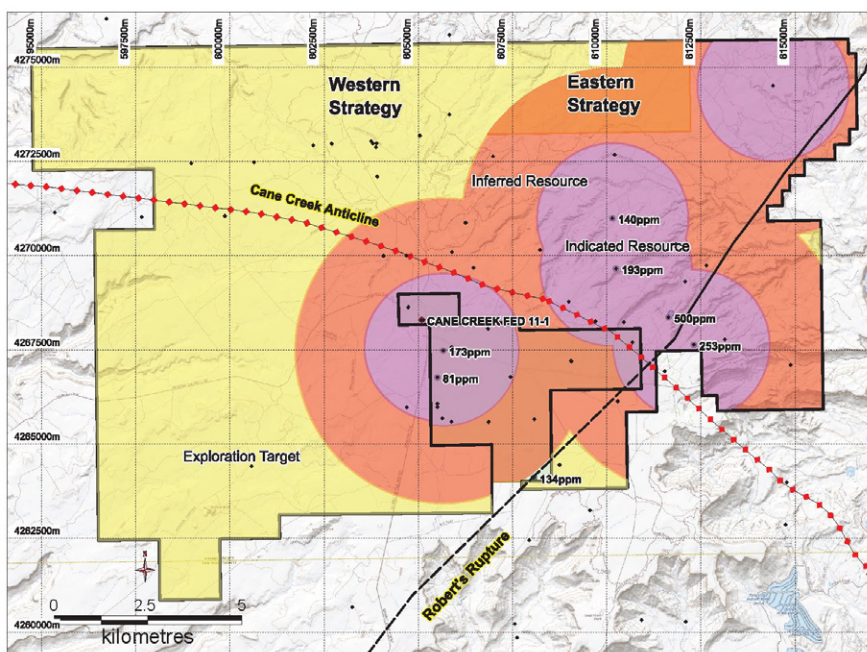 595000m
597500m
600000m
602500m
605000m
607500m
610000m
612500m
615000m
4275000m
Western
Strategy
Eastern
Strategy
4272500m
Inferred Resource
Cane Creek Anticline
140ppm
Indicated Resource
4270000m
193ppm
CANE CREEK FED 11-1
500ppm
4267500m
173ppm
253ppm
81ppm
4265000m
Exploration Target
134ppm
4262500m
N
Robert's Rupture
0
2.5
5
kilometres
4260000m